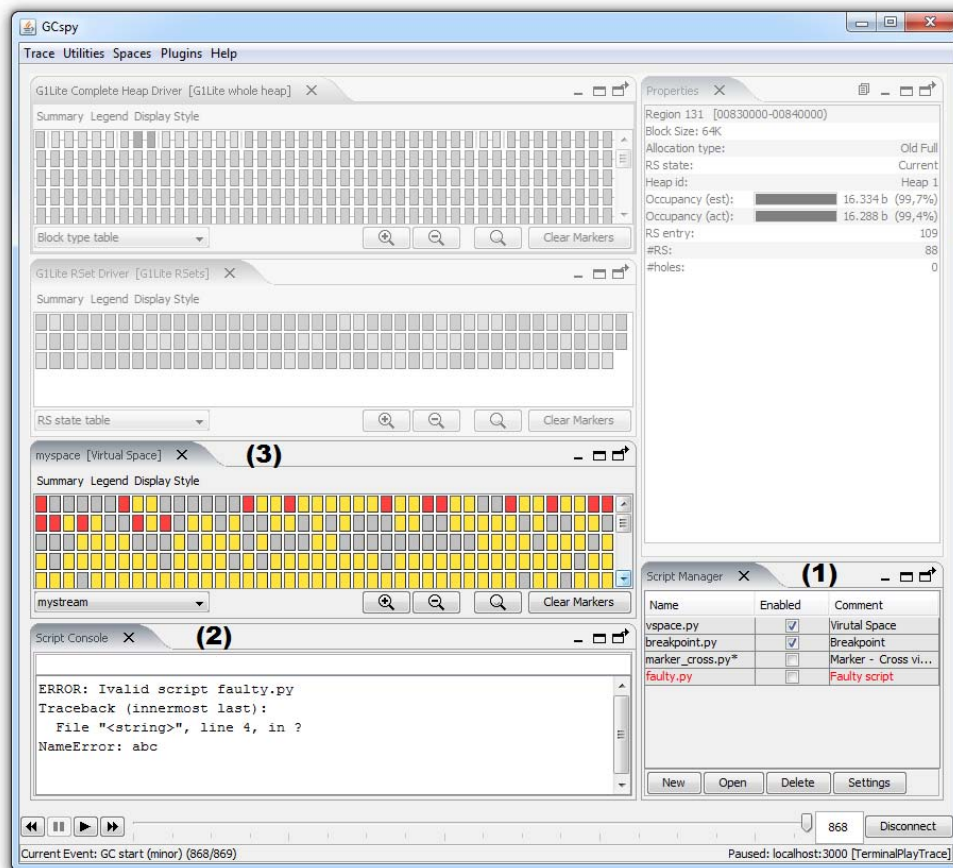 GCspy
Trace Utilities Spaces Plugins Help
G1Lite Complete Heap Driver [G1Lite whole heap]
Summary Legend Display Style
Block type table
Clear Markers
G1Lite RSet Driver [G1Lite RSets]
Summary Legend Display Style
RS state table
Clear Markers
myspace [Virtual Space] (3)
Summary Legend Display Style
mystream
Clear Markers
Script Console (2)
ERROR: Ivalid script faulty.py
Traceback (innermost last):
File "<string>", line 4, in ?
NameError: abc
Properties
Region 131 [00830000-00840000)
Block Size: 64K
Allocation type: Old Full
RS state: Current
Heap id: Heap 1
Occupancy (est): 16.334 b (99,7%)
Occupancy (act): 16.288 b (99,4%)
RS entry: 109
#RS: 88
#holes: 0
Script Manager (1)
Name Enabled Comment
vspace.py Virutal Space
breakpoint.py Breakpoint
marker_cross.py* Marker - Cross vi...
faulty.py Faulty script
New Open Delete Settings
868 Disconnect
Current Event: GC start (minor) (868/869) Paused: localhost:3000 [TerminalPlayTrace]